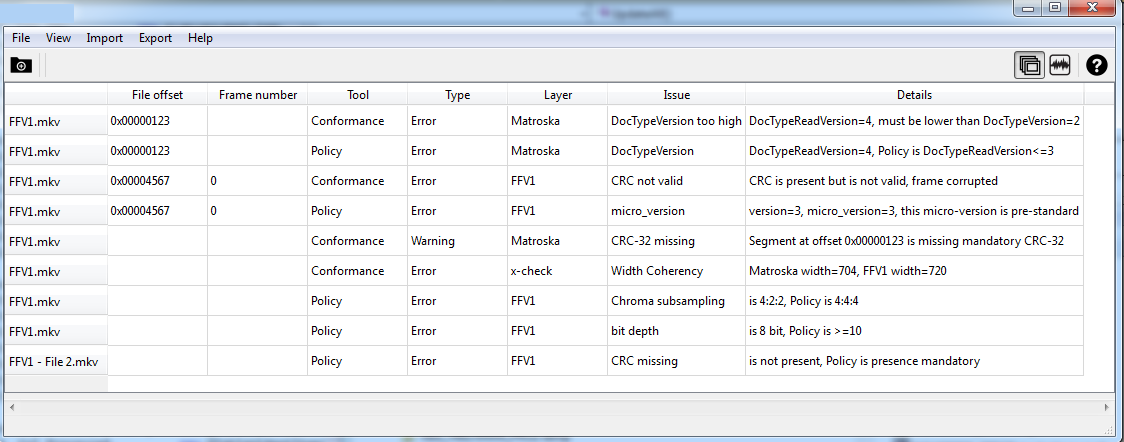 File View Import Export Help
File offset Frame number Tool Type Layer Issue Details
FFV1.mkv 0x00000123 Conformance Error Matroska DocTypeVersion too high DocTypeReadVersion=4, must be lower than DocTypeVersion=2
FFV1.mkv 0x00000123 Policy Error Matroska DocTypeVersion DocTypeReadVersion=4, Policy is DocTypeReadVersion<=3
FFV1.mkv 0x00004567 0 Conformance Error FFV1 CRC not valid CRC is present but is not valid, frame corrupted
FFV1.mkv 0x00004567 0 Policy Error FFV1 micro_version version=3, micro_version=3, this micro-version is pre-standard
FFV1.mkv Conformance Warning Matroska CRC-32 missing Segment at offset 0x00000123 is missing mandatory CRC-32
FFV1.mkv Conformance Error x-check Width Coherency Matroska width=704, FFV1 width=720
FFV1.mkv Policy Error FFV1 Chroma subsampling is 4:2:2, Policy is 4:4:4
FFV1.mkv Policy Error FFV1 bit depth is 8 bit, Policy is >=10
FFV1 - File 2.mkv Policy Error FFV1 CRC missing is not present, Policy is presence mandatory